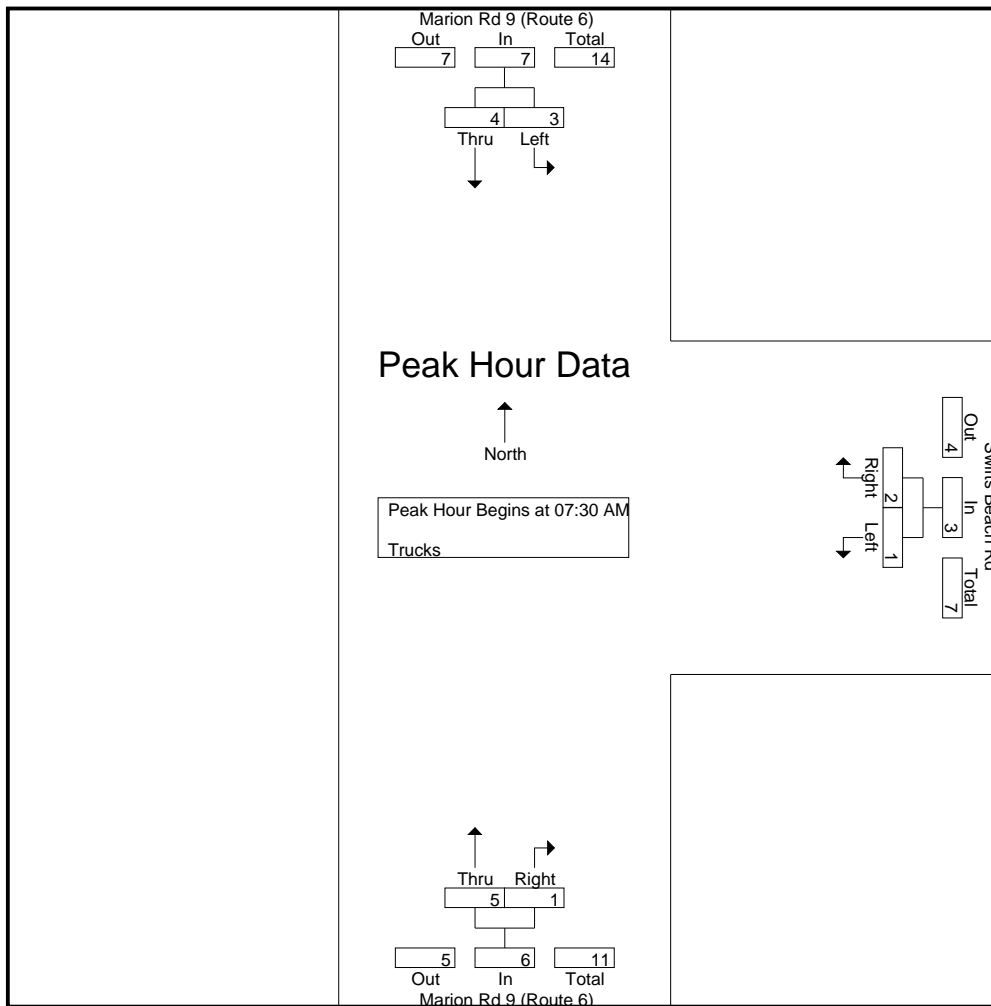 Marion Rd 9 (Route 6)
Out In Total
7 7 14
4 3
Thru Left
Peak Hour Data
North
Peak Hour Begins at 07:30 AM
Trucks
Right Left
2 1
Out In Total
4 3 7
Beach Rd
Thru Right
5 1
5 6 11
Out In Total
Marion Rd 9 (Route 6)